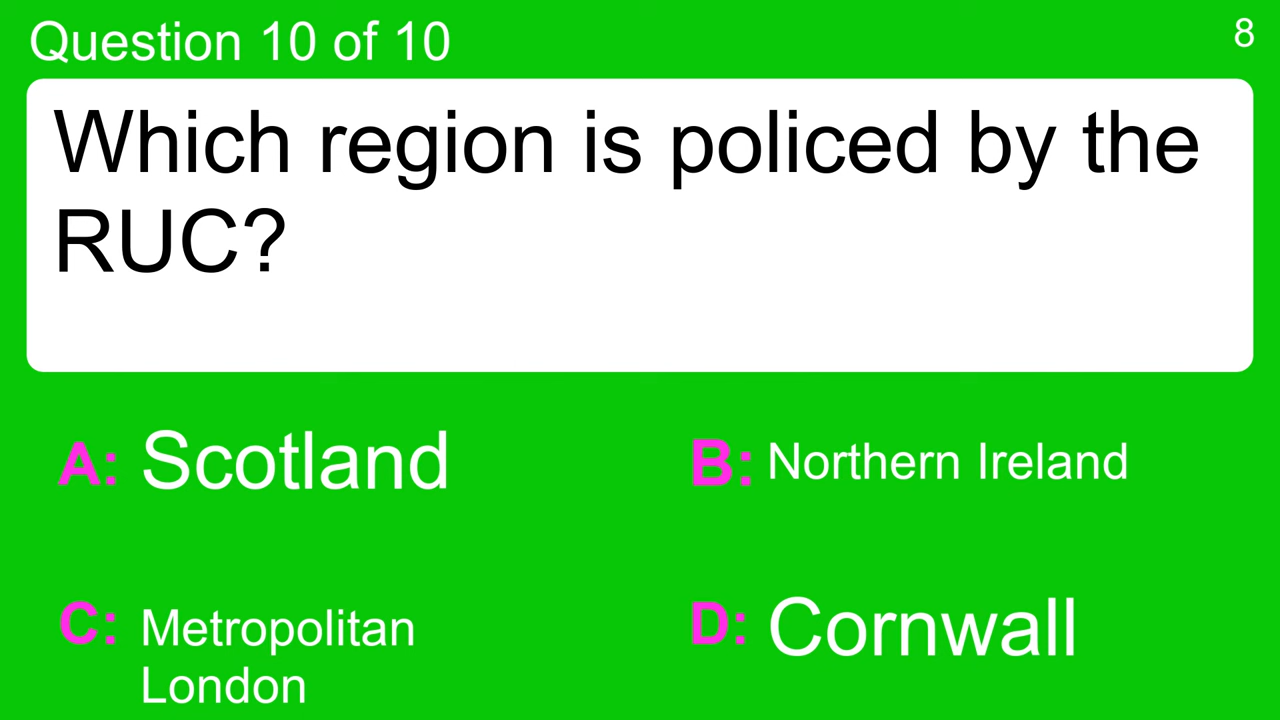 Question 10 of 10
8
Which region is policed by the
RUC?
A: Scotland
B: Northern Ireland
C: Metropolitan
London
D: Cornwall